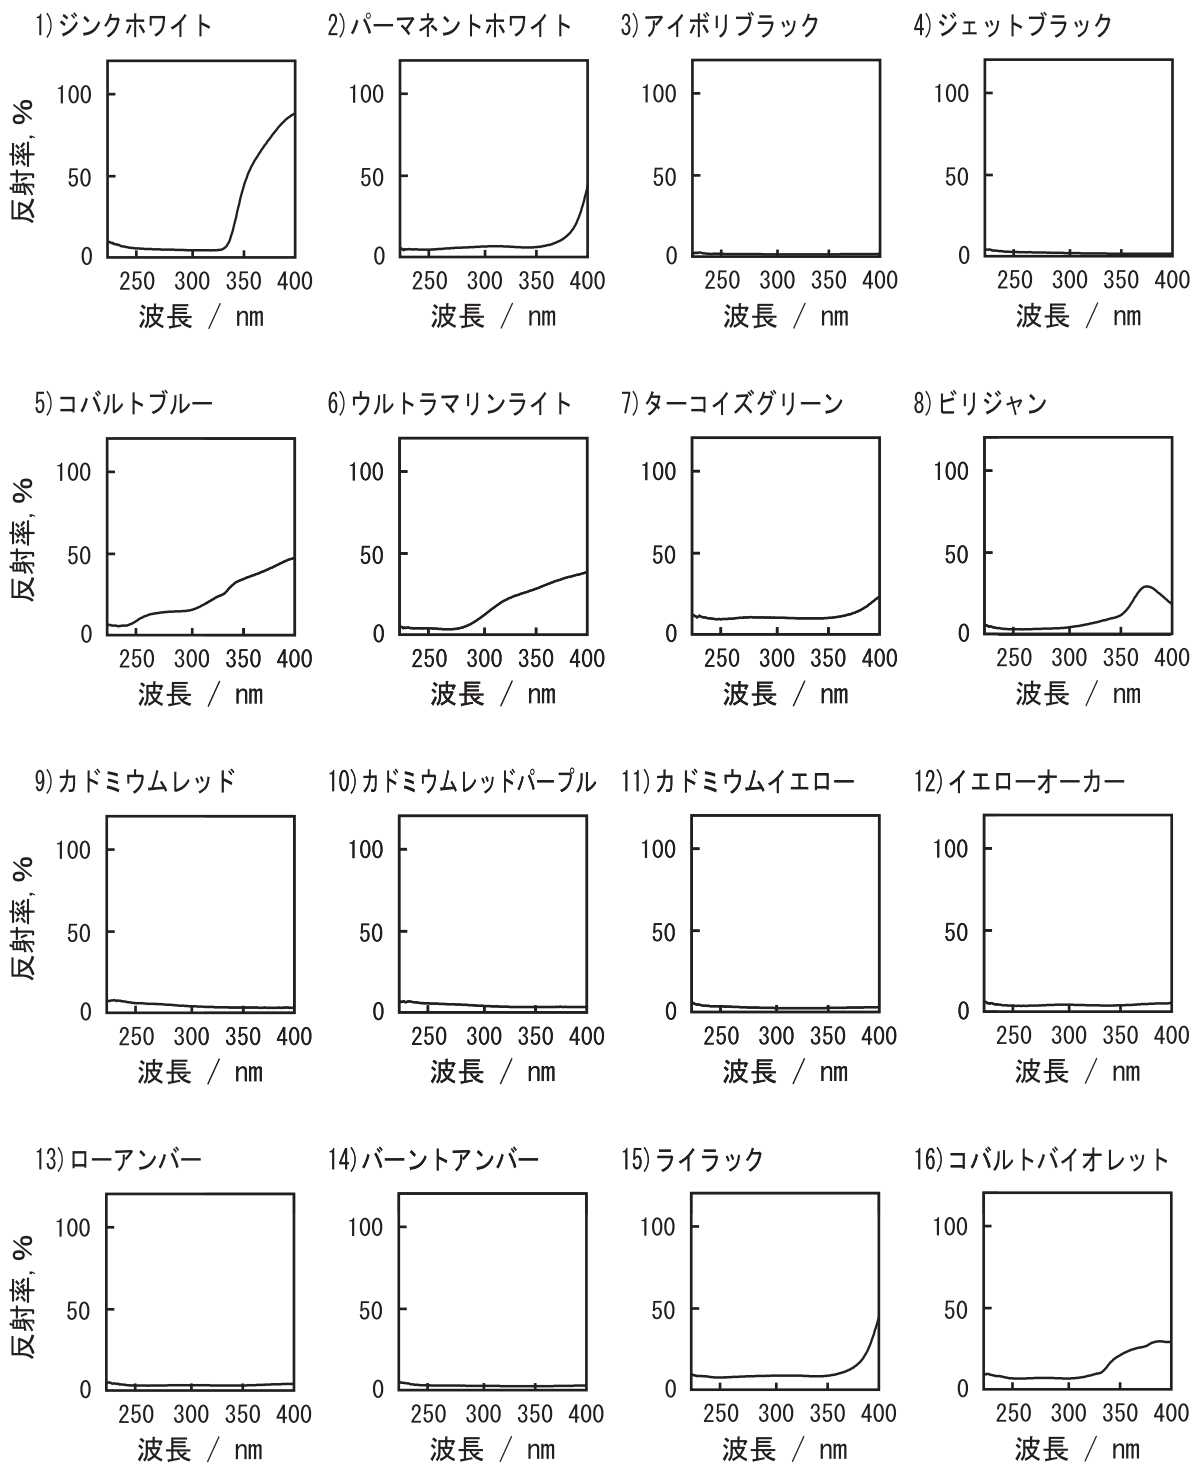 1)ジンクホワイト
2)パーマネントホワイト
3)アイボリブラック
4)ジェットブラック
反射率, %
100
50
0
250 300 350 400
波長 / nm
100
50
0
250 300 350 400
波長 / nm
100
50
0
250 300 350 400
波長 / nm
100
50
0
250 300 350 400
波長 / nm
5)コバルトブルー
6)ウルトラマリンライト
7)ターコイズグリーン
8)ビリジャン
反射率, %
100
50
0
250 300 350 400
波長 / nm
100
50
0
250 300 350 400
波長 / nm
100
50
0
250 300 350 400
波長 / nm
100
50
0
250 300 350 400
波長 / nm
9)カドミウムレッド
10)カドミウムレッドパープル
11)カドミウムイエロー
12)イエローオーカー
反射率, %
100
50
0
250 300 350 400
波長 / nm
100
50
0
250 300 350 400
波長 / nm
100
50
0
250 300 350 400
波長 / nm
100
50
0
250 300 350 400
波長 / nm
13)ローアンバー
14)バーントアンバー
15)ライラック
16)コバルトバイオレット
反射率, %
100
50
0
250 300 350 400
波長 / nm
100
50
0
250 300 350 400
波長 / nm
100
50
0
250 300 350 400
波長 / nm
100
50
0
250 300 350 400
波長 / nm